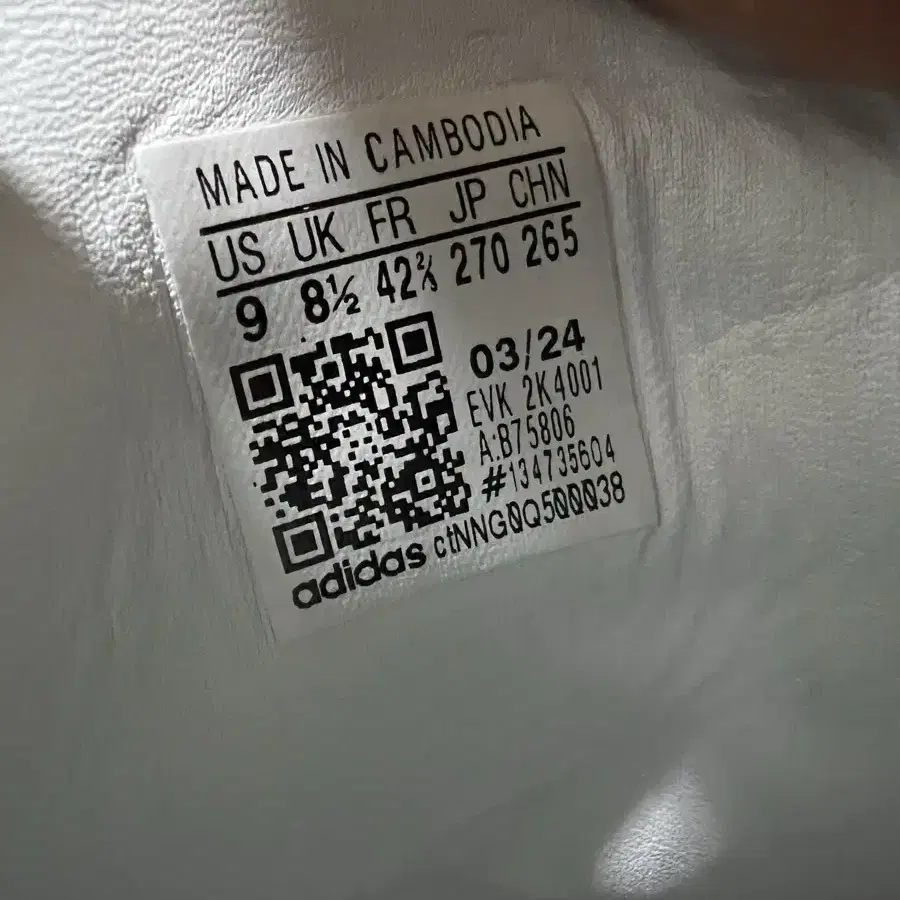 MADE IN CAMBODIA
US UK FR JP CHN
9 8½ 42⅔ 270 265
03/24
EVK 2K4001
A:B75806
#134735604
adidas ctNNG0Q500038